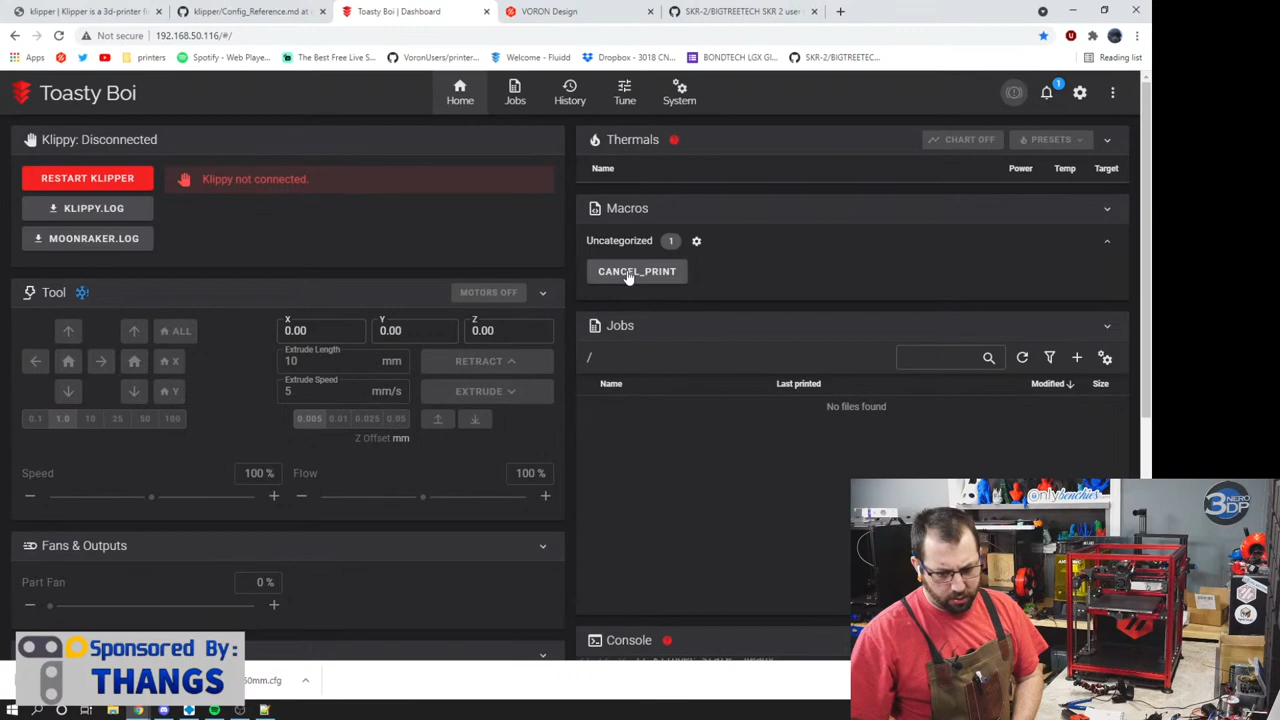 klipper | Klipper is a 3d-printer fi
klipper/Config_Reference.md at
Toasty Boi | Dashboard
VORON Design
SKR-2/BIGTREETECH SKR 2 user
Not secure | 192.168.50.116/#/
Apps
printers
Spotify - Web Playe...
The Best Free Live S...
VoronUsers/printer...
Welcome - Fluidd
Dropbox - 3018 CN...
BONDTECH LGX Gl...
SKR-2/BIGTREETEC...
Reading list
Toasty Boi
Home
Jobs
History
Tune
System
1
Klippy: Disconnected
RESTART KLIPPER
Klippy not connected.
KLIPPY.LOG
MOONRAKER.LOG
Thermals
CHART OFF
PRESETS
Name
Power
Temp
Target
Macros
Uncategorized
1
CANCEL_PRINT
Tool
MOTORS OFF
X
0.00
Y
0.00
Z
0.00
ALL
X
Y
Extrude Length
10
mm
RETRACT
Extrude Speed
5
mm/s
EXTRUDE
0.1
1.0
10
25
50
100
0.005
0.01
0.025
0.05
Z Offset mm
Speed
100 %
Flow
100 %
Jobs
/
Name
Last printed
Modified
Size
No files found
Fans & Outputs
Part Fan
0 %
Console
Sponsored By:
THANGS
50mm.cfg
onlybenchies
NERO
3DP